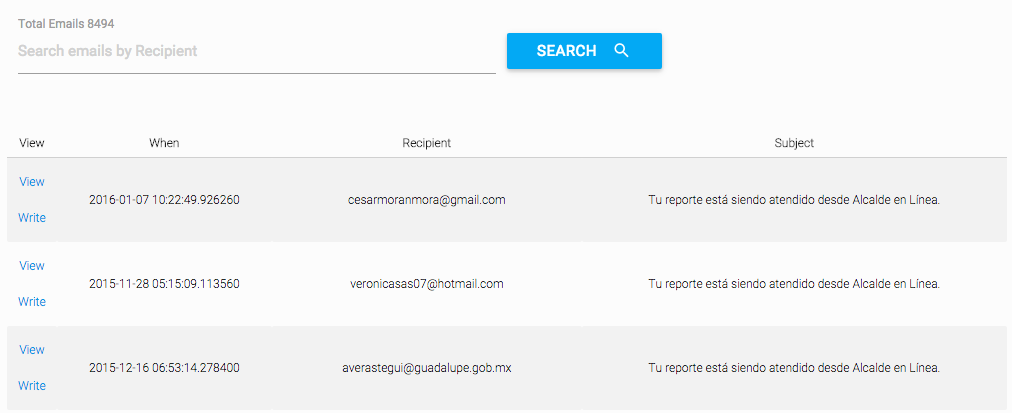 Total Emails 8494
Search emails by Recipient
SEARCH
View When Recipient Subject
View
2016-01-07 10:22:49.926260 cesarmoranmora@gmail.com Tu reporte está siendo atendido desde Alcalde en Línea.
Write
View
2015-11-28 05:15:09.113560 veronicasas07@hotmail.com Tu reporte está siendo atendido desde Alcalde en Línea.
Write
View
2015-12-16 06:53:14.278400 averastegui@guadalupe.gob.mx Tu reporte está siendo atendido desde Alcalde en Línea.
Write